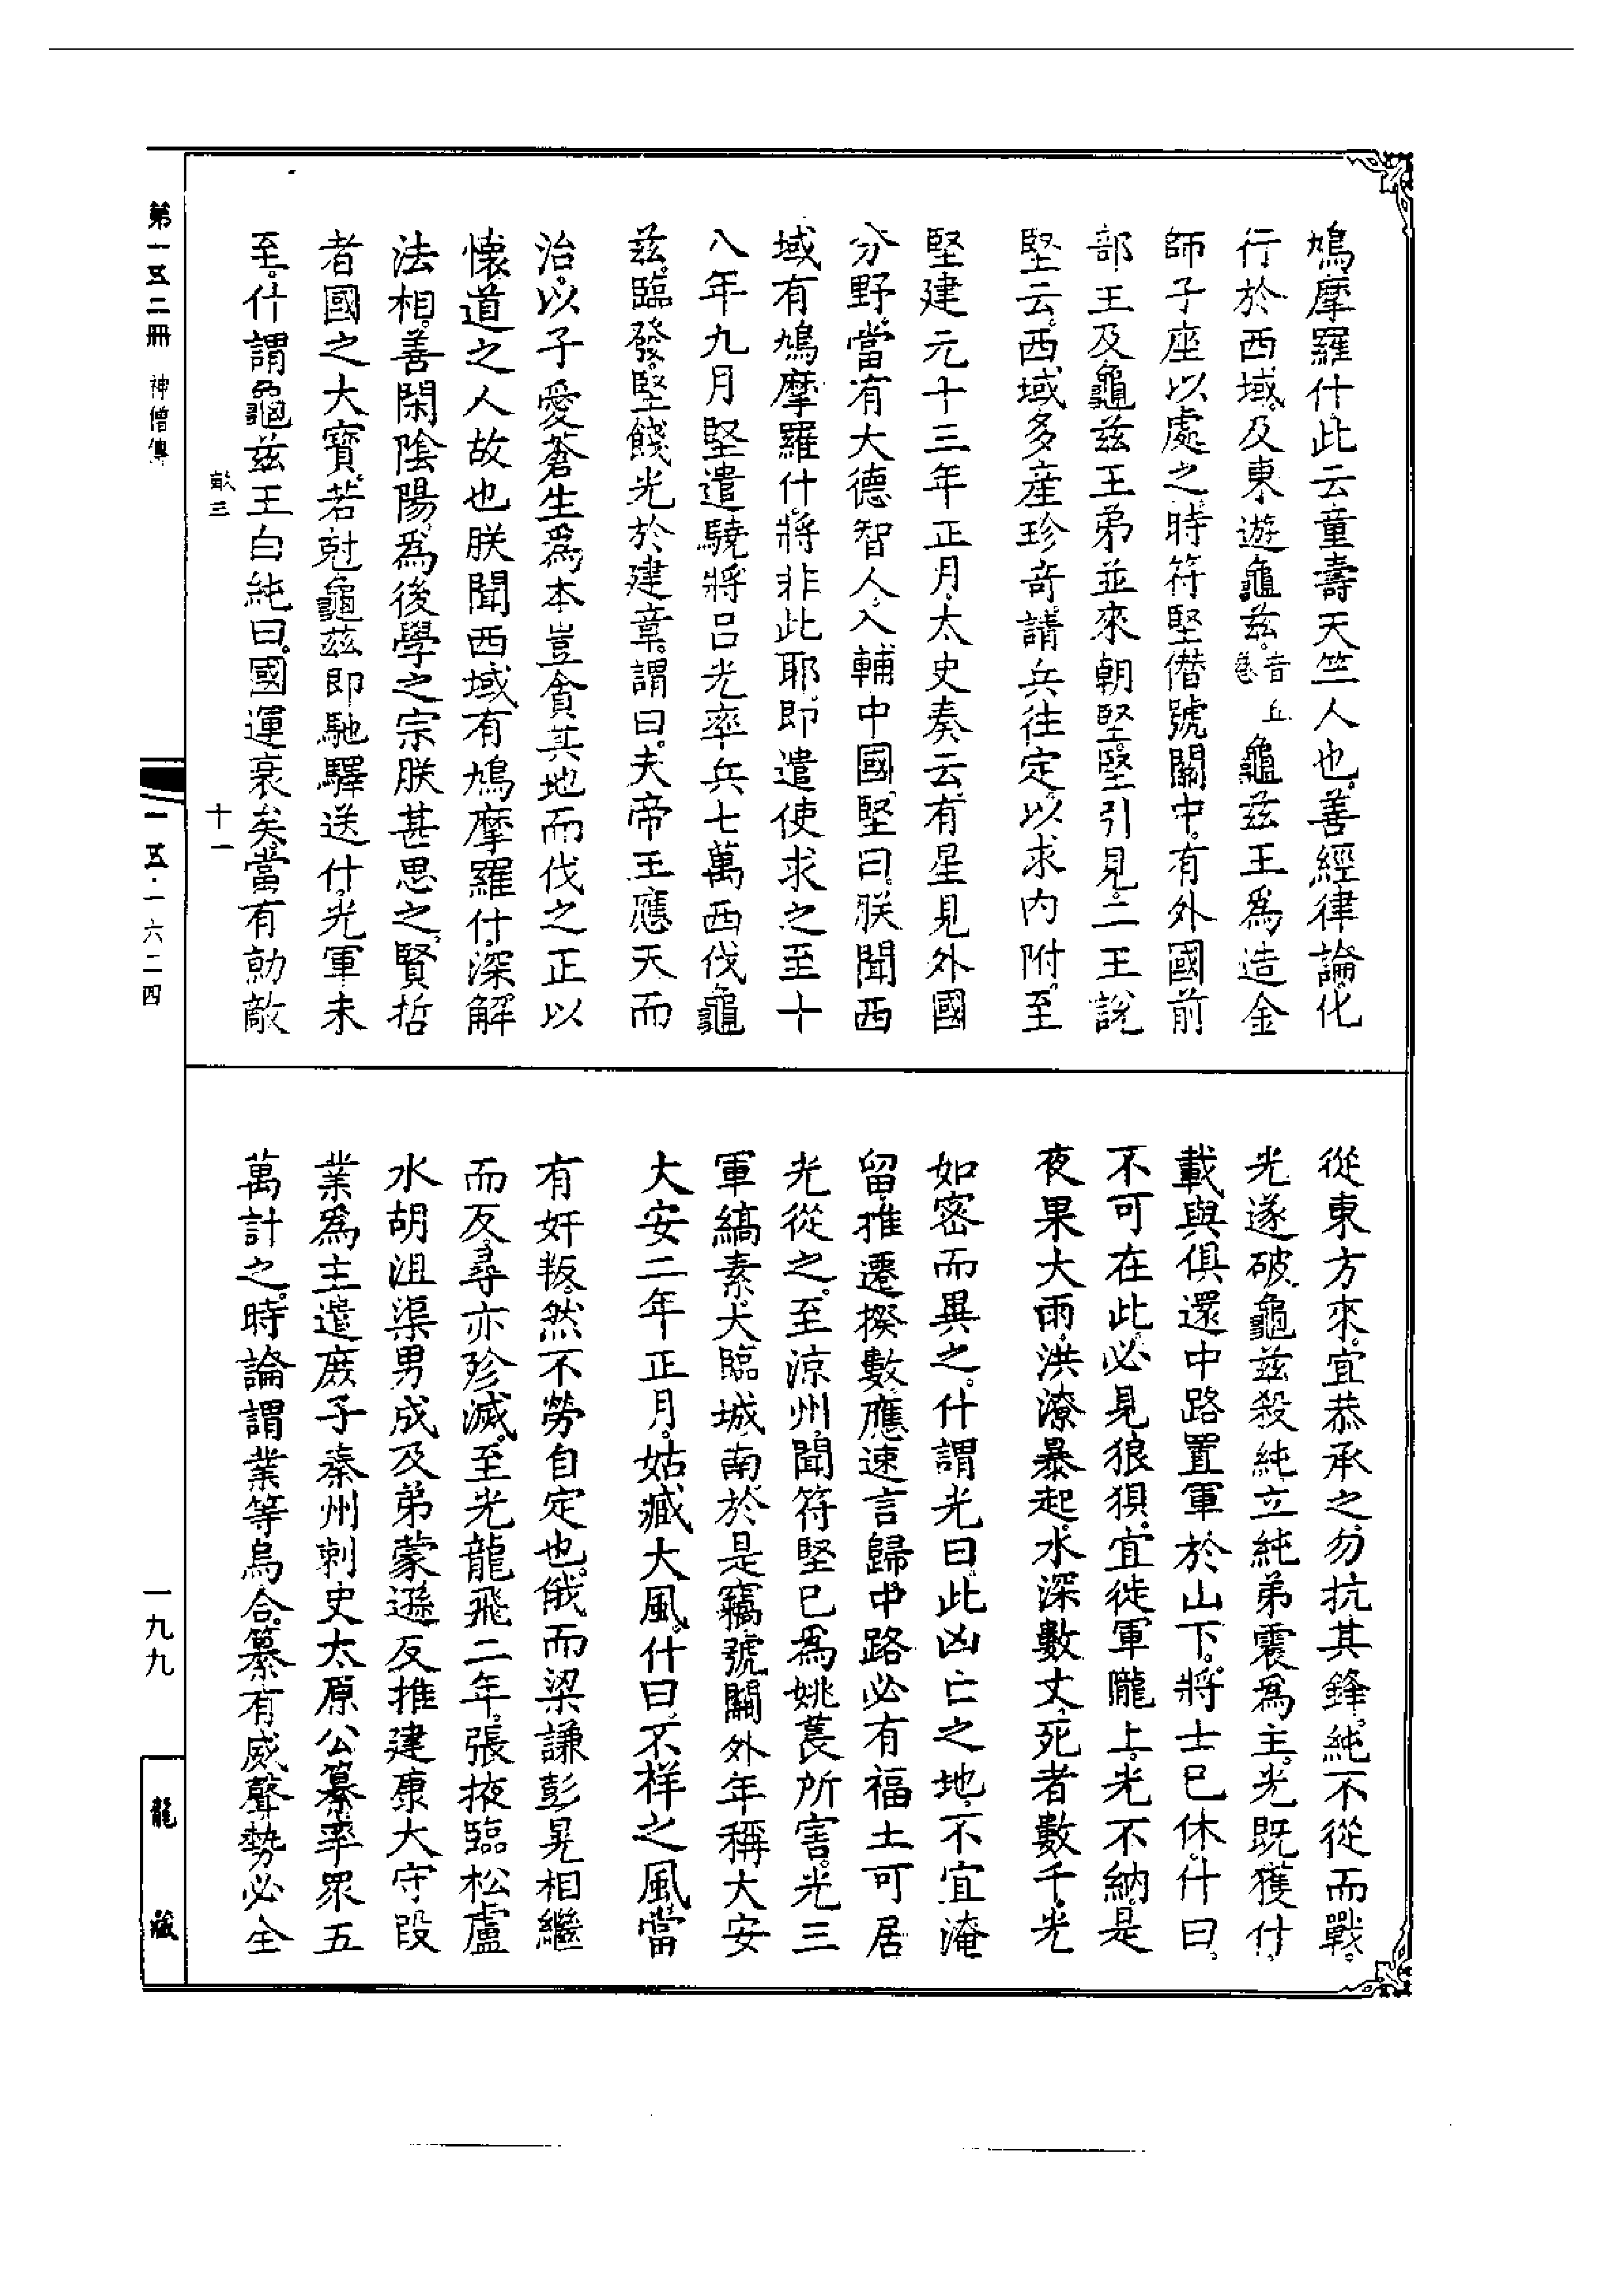 鳩摩羅什此云童壽天竺人也善經律論化
行於西域及東遊龜茲音丘慈龜茲王爲造金
師子座以處之時符堅僣號關中有外國前
部王及龜茲王弟並來朝堅堅引見二王說
堅云西域多産珍奇請兵往定以求内附至
堅建元十三年正月太史奏云有星見外國
分野當有大德智人入輔中國堅曰朕聞西
域有鳩摩羅什將非此耶即遣使求之至十
八年九月堅遣驍將吕光率兵七萬西伐龜
茲臨發堅餞光於建章謂曰夫帝王應天而
治以子愛蒼生爲本豈貪其地而伐之正以
懷道之人故也朕聞西域有鳩摩羅什深解
法相善閑陰陽爲後學之宗朕甚思之賢哲
者國之大寶若尅龜茲即馳驛送什光軍未
至什謂龜茲王白純曰國運衰矣當有勍敵
從東方來宜恭承之勿抗其鋒純不從而戰
光遂破龜茲殺純立純弟震爲主光既獲什
載與俱還中路置軍於山下將士已休什曰
不可在此必見狼狽宜徙軍隴上光不納是
夜果大雨洪潦暴起水深數丈死者數千光
如密而異之什謂光曰此凶亡之地不宜淹
留推遷揆數應速言歸中路必有福土可居
光從之至涼州聞符堅已爲姚萇所害光三
軍縞素大臨城南於是竊號關外年稱大安
大安二年正月姑臧大風什曰不祥之風當
有奸叛然不勞自定也俄而梁謙彭晃相繼
而反尋亦殄滅至光龍飛二年張掖臨松盧
水胡沮渠男成及弟蒙遜反推建康大守段
業爲主遣庶子秦州刺史太原公纂率眾五
萬計之時論謂業等烏合纂有威聲勢必全
第一五二冊 神僧傳
㽘三 十一
一五·一六二四
一九九
龍藏